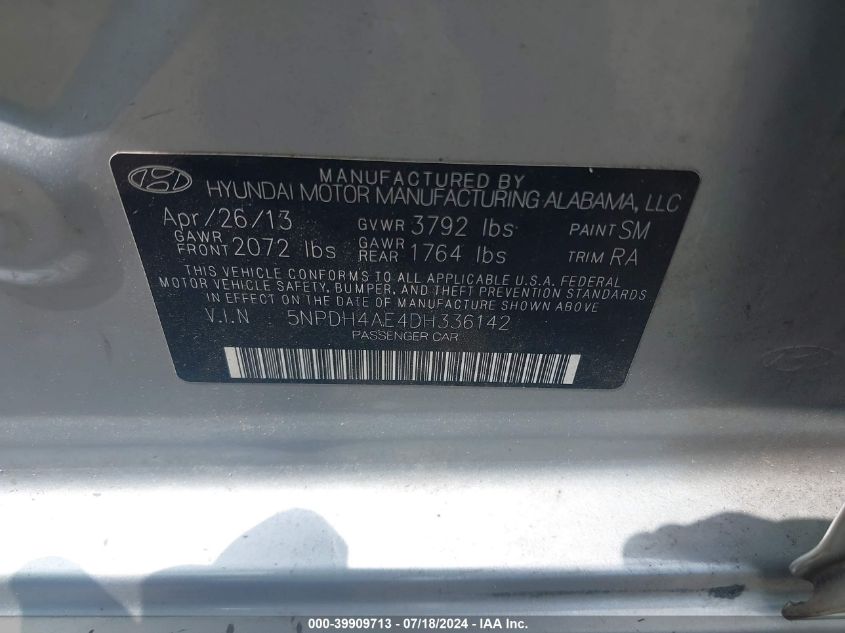 MANUFACTURED BY
HYUNDAI MOTOR MANUFACTURING ALABAMA, LLC
Apr/26/13 GVWR 3792 lbs PAINT SM
GAWR FRONT 2072 lbs GAWR REAR 1764 lbs TRIM RA
THIS VEHICLE CONFORMS TO ALL APPLICABLE U.S.A. FEDERAL
MOTOR VEHICLE SAFETY, BUMPER, AND THEFT PREVENTION STANDARDS
IN EFFECT ON THE DATE OF MANUFACTURE SHOWN ABOVE
V.I.N 5NPDH4AE4DH336142
PASSENGER CAR
000-39909713 - 07/18/2024 - IAA Inc.